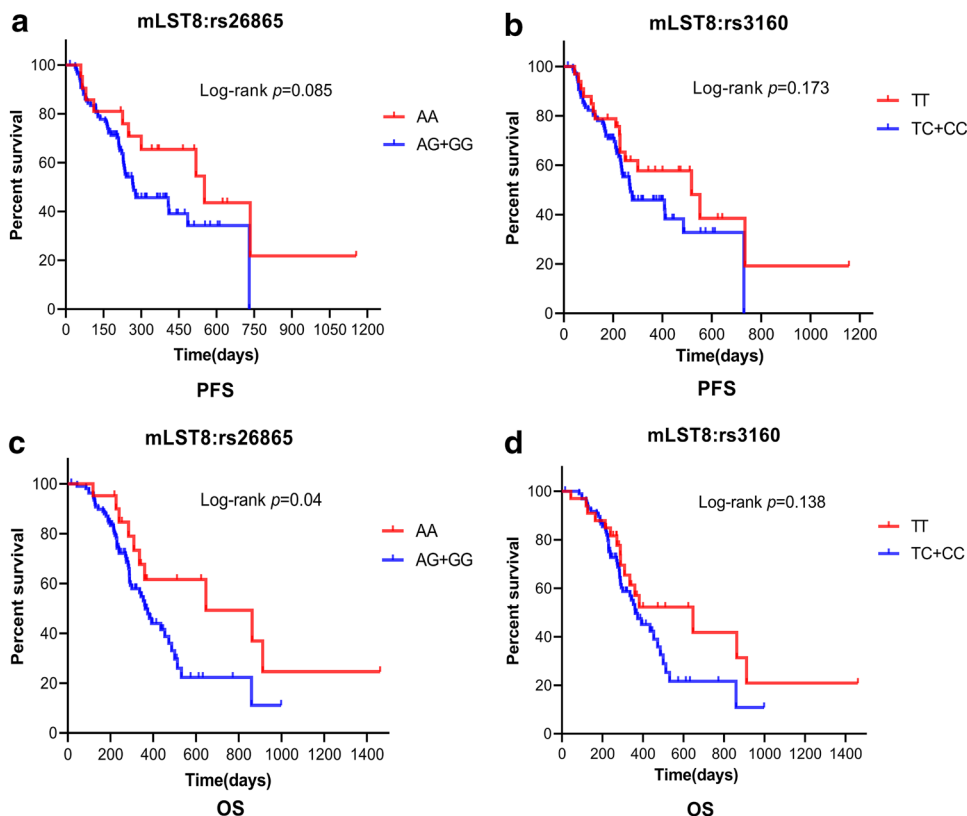 a
mLST8:rs26865
100
80
60
40
20
0
Percent survival
Log-rank p=0.085
AA
AG+GG
0 150 300 450 600 750 900 1050 1200
Time(days)
PFS
b
mLST8:rs3160
100
80
60
40
20
0
Percent survival
Log-rank p=0.173
TT
TC+CC
0 200 400 600 800 1000 1200
Time(days)
PFS
c
mLST8:rs26865
100
80
60
40
20
0
Percent survival
Log-rank p=0.04
AA
AG+GG
0 200 400 600 800 1000 1200 1400
Time(days)
OS
d
mLST8:rs3160
100
80
60
40
20
0
Percent survival
Log-rank p=0.138
TT
TC+CC
0 200 400 600 800 1000 1200 1400
Time(days)
OS